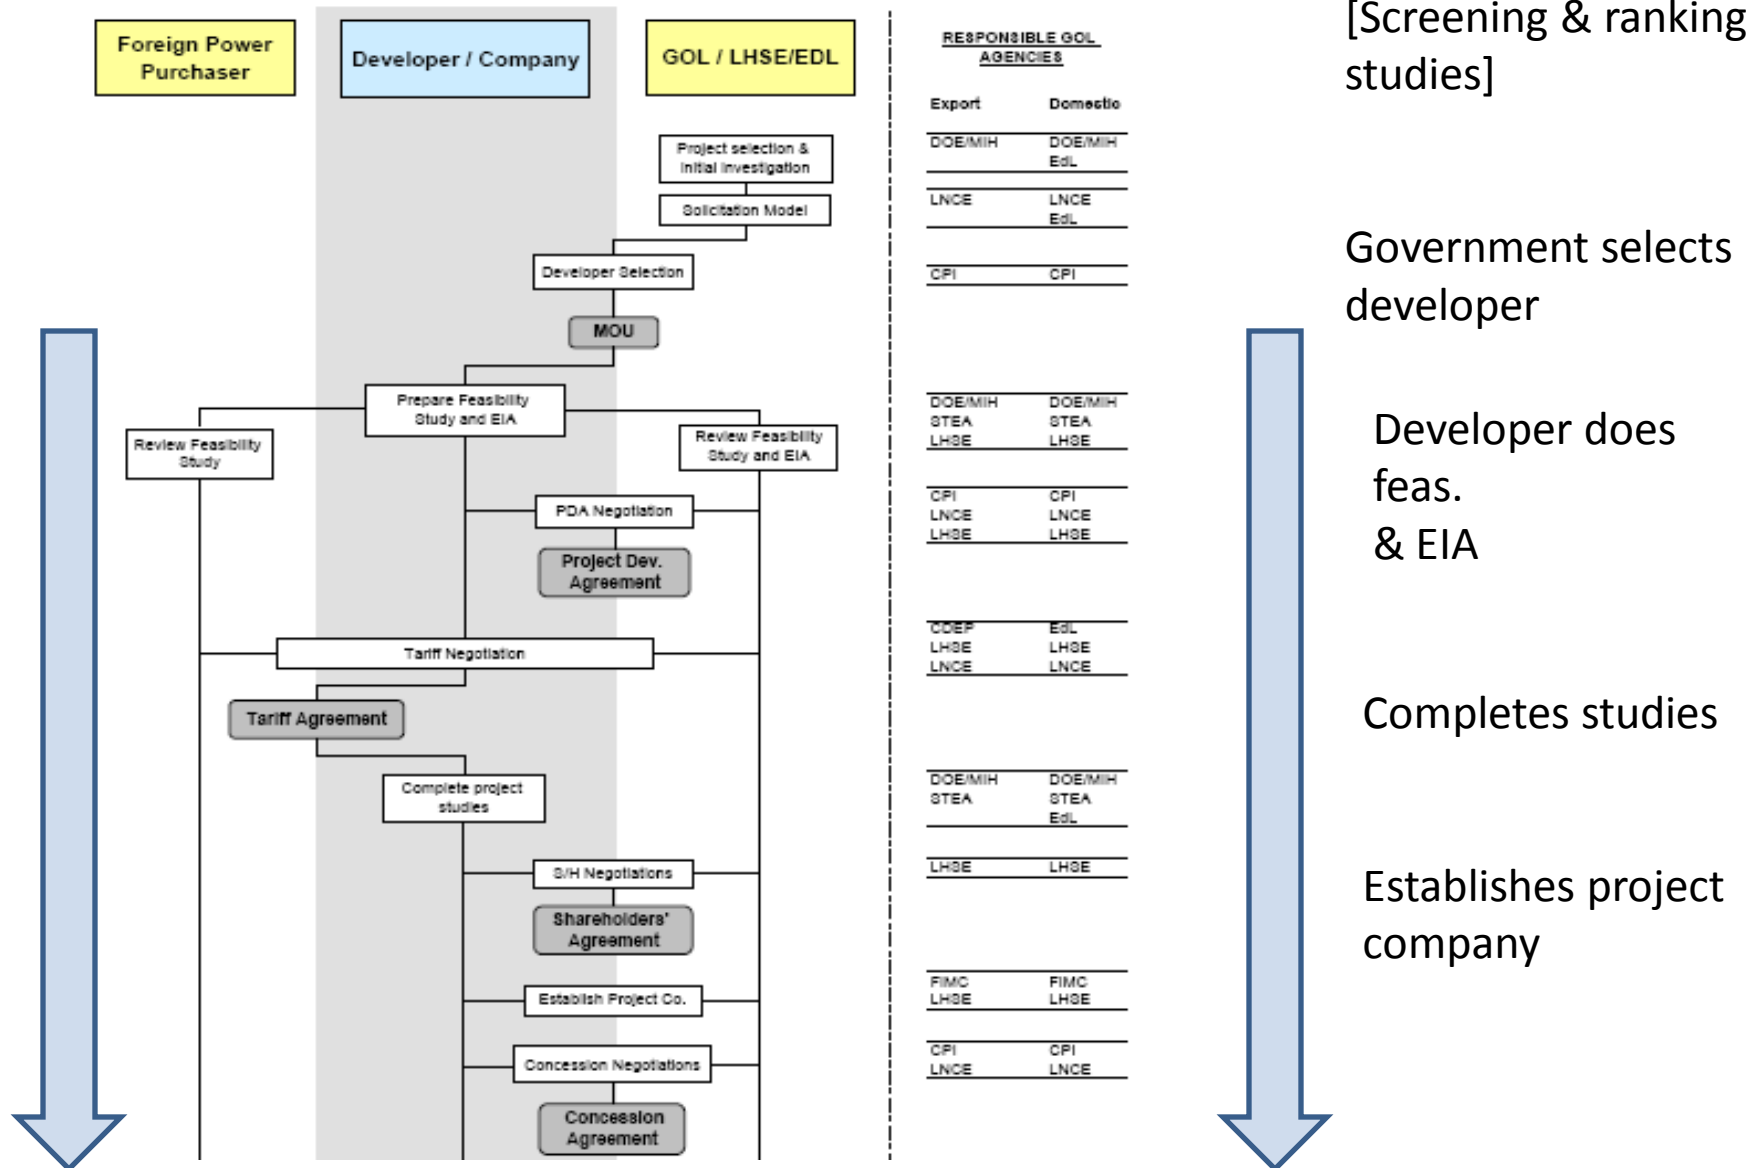 Foreign Power
Purchaser
Developer / Company
GOL / LHSE/EDL
Project selection &
Initial Investigation
Solicitation Model
Developer Selection
MOU
Prepare Feasibility
Study and EIA
Review Feasibility
Study
Review Feasibility
Study and EIA
PDA Negotiation
Project Dev.
Agreement
Tariff Negotiation
Tariff Agreement
Complete project
studies
S/H Negotiations
Shareholders'
Agreement
Establish Project Co.
Concession Negotiations
Concession
Agreement
RESPONSIBLE GOL
AGENCIES
Export Domestic
DOE/MIH DOE/MIH
EdL
LNCE LNCE
EdL
CPI CPI
DOE/MIH DOE/MIH
STEA STEA
LHSE LHSE
CPI CPI
LNCE LNCE
LHSE LHSE
COEP EdL
LHSE LHSE
LNCE LNCE
DOE/MIH DOE/MIH
STEA STEA
EdL
LHSE LHSE
FIMC FIMC
LHSE LHSE
CPI CPI
LNCE LNCE
[Screening & ranking
studies]
Government selects
developer
Developer does
feas.
& EIA
Completes studies
Establishes project
company